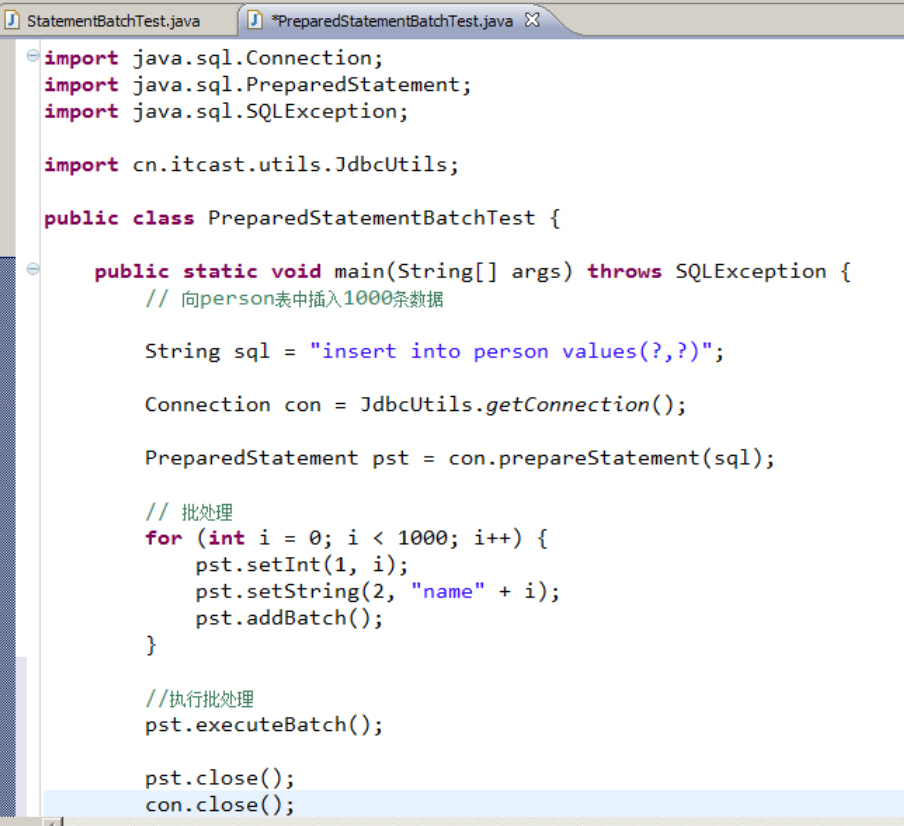 StatementBatchTest.java *PreparedStatementBatchTest.java
import java.sql.Connection;
import java.sql.PreparedStatement;
import java.sql.SQLException;
import cn.itcast.utils.JdbcUtils;
public class PreparedStatementBatchTest {
public static void main(String[] args) throws SQLException {
// 向person表中插入1000条数据
String sql = "insert into person values(?,?)";
Connection con = JdbcUtils.getConnection();
PreparedStatement pst = con.prepareStatement(sql);
// 批处理
for (int i = 0; i < 1000; i++) {
pst.setInt(1, i);
pst.setString(2, "name" + i);
pst.addBatch();
}
//执行批处理
pst.executeBatch();
pst.close();
con.close();